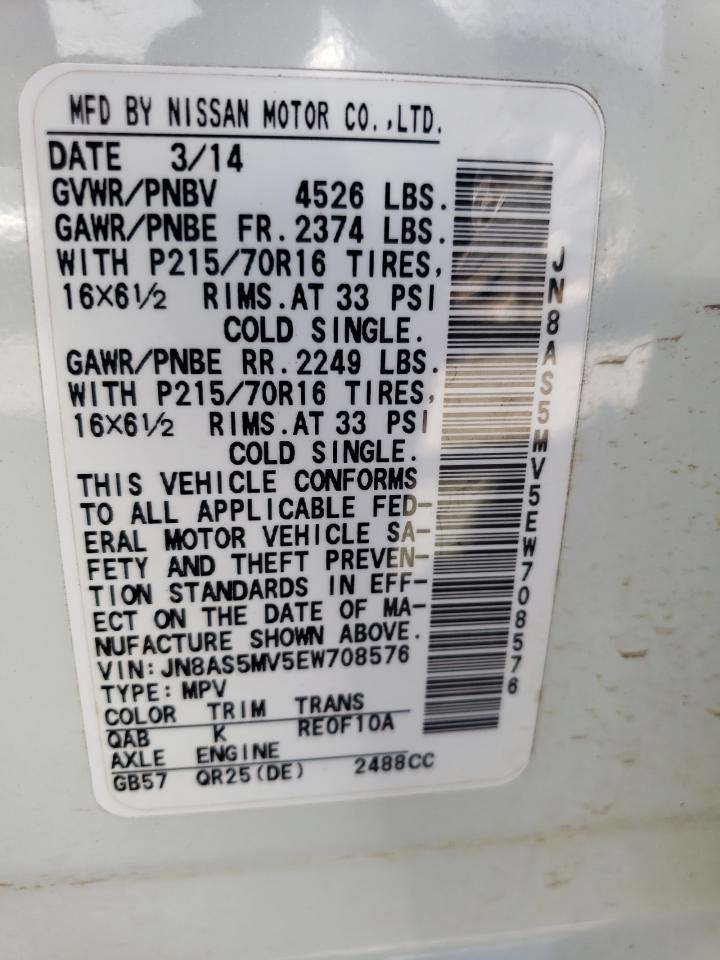 MFD BY NISSAN MOTOR CO.,LTD.
DATE 3/14
GVWR/PNBV 4526 LBS.
GAWR/PNBE FR. 2374 LBS.
WITH P215/70R16 TIRES,
16×6½ RIMS. AT 33 PSI
COLD SINGLE.
GAWR/PNBE RR. 2249 LBS.
WITH P215/70R16 TIRES,
16×6½ RIMS. AT 33 PSI
COLD SINGLE.
THIS VEHICLE CONFORMS
TO ALL APPLICABLE FED-
ERAL MOTOR VEHICLE SA-
FETY AND THEFT PREVEN-
TION STANDARDS IN EFF-
ECT ON THE DATE OF MA-
NUFACTURE SHOWN ABOVE.
VIN:JN8AS5MV5EW708576
TYPE:MPV
COLOR TRIM TRANS
QAB K RE0F10A
AXLE ENGINE
GB57 QR25(DE) 2488CC
JN8AS5MV5EW708576